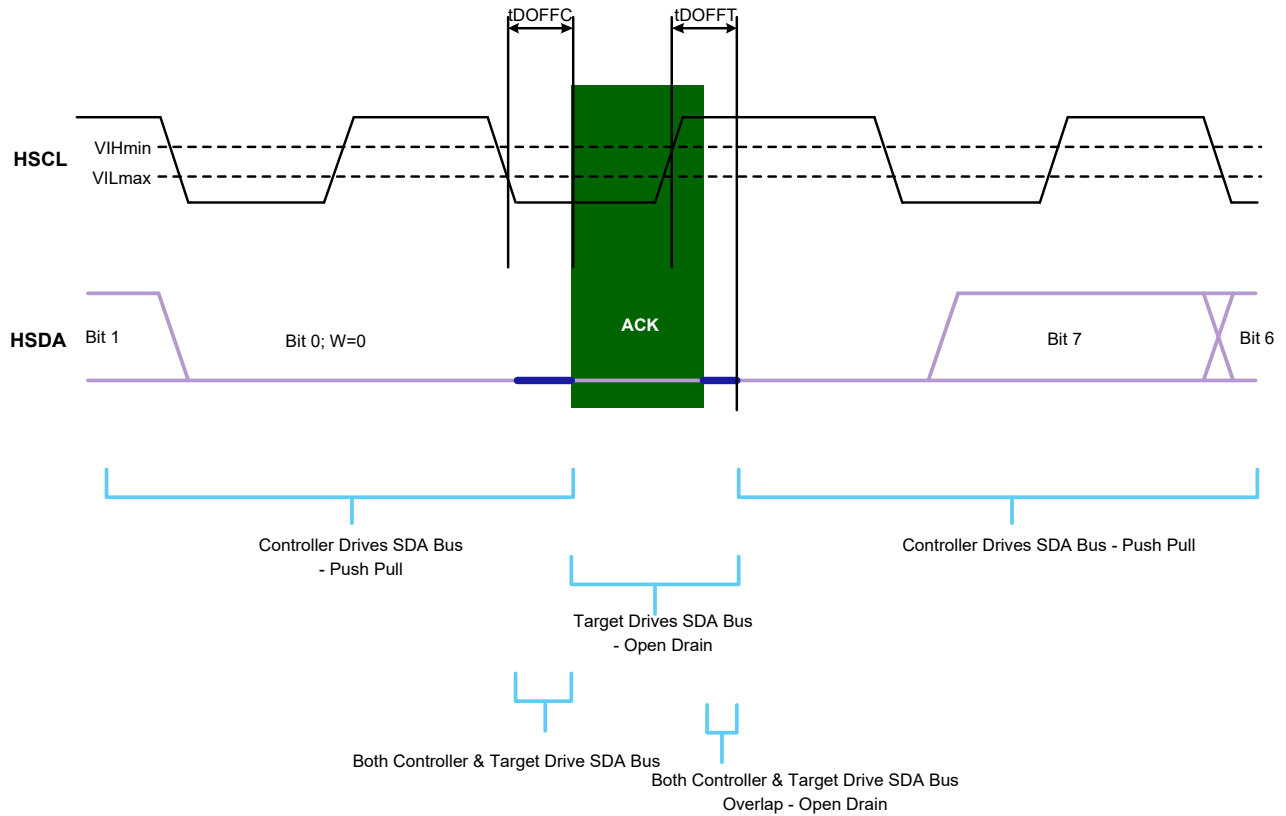 tDOFFC
tDOFFT
VIHmin
HSCL
VILmax
ACK
HSDA
Bit 1
Bit 0; W=0
Bit 7
Bit 6
Controller Drives SDA Bus
- Push Pull
Controller Drives SDA Bus - Push Pull
Target Drives SDA Bus
- Open Drain
Both Controller & Target Drive SDA Bus
Both Controller & Target Drive SDA Bus
Overlap - Open Drain